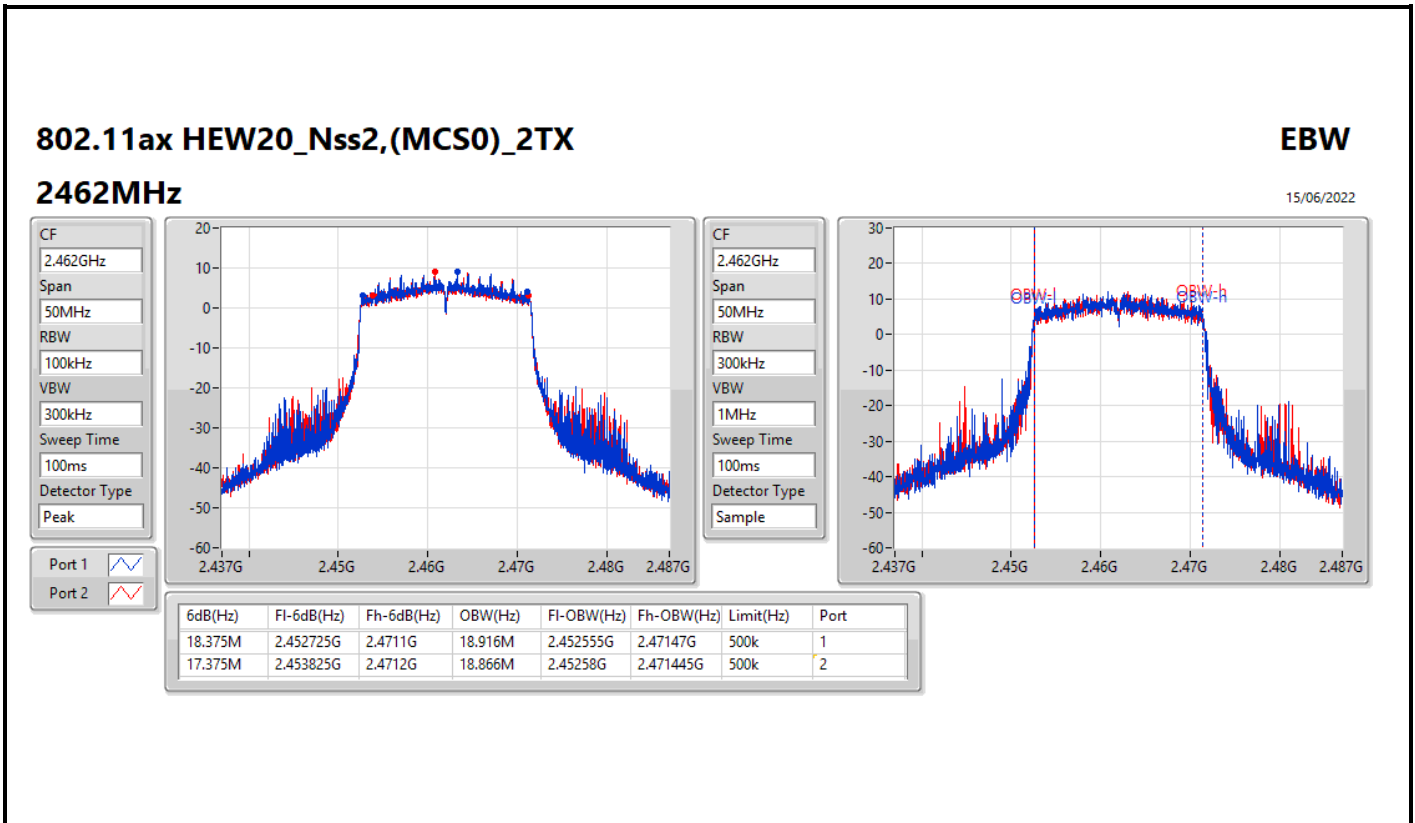 802.11ax HEW20_Nss2,(MCS0)_2TX
EBW
2462MHz
15/06/2022
CF
2.462GHz
Span
50MHz
RBW
100kHz
VBW
300kHz
Sweep Time
100ms
Detector Type
Peak
Port 1
Port 2
20
10
0
-10
-20
-30
-40
-50
-60
2.437G 2.45G 2.46G 2.47G 2.48G 2.487G
CF
2.462GHz
Span
50MHz
RBW
300kHz
VBW
1MHz
Sweep Time
100ms
Detector Type
Sample
30
20
10
0
-10
-20
-30
-40
-50
-60
OBW-l OBW-h
OBW-l OBW-h
2.437G 2.45G 2.46G 2.47G 2.48G 2.487G
6dB(Hz) Fl-6dB(Hz) Fh-6dB(Hz) OBW(Hz) Fl-OBW(Hz) Fh-OBW(Hz) Limit(Hz) Port
18.375M 2.452725G 2.4711G 18.916M 2.452555G 2.47147G 500k 1
17.375M 2.453825G 2.4712G 18.866M 2.45258G 2.471445G 500k 2